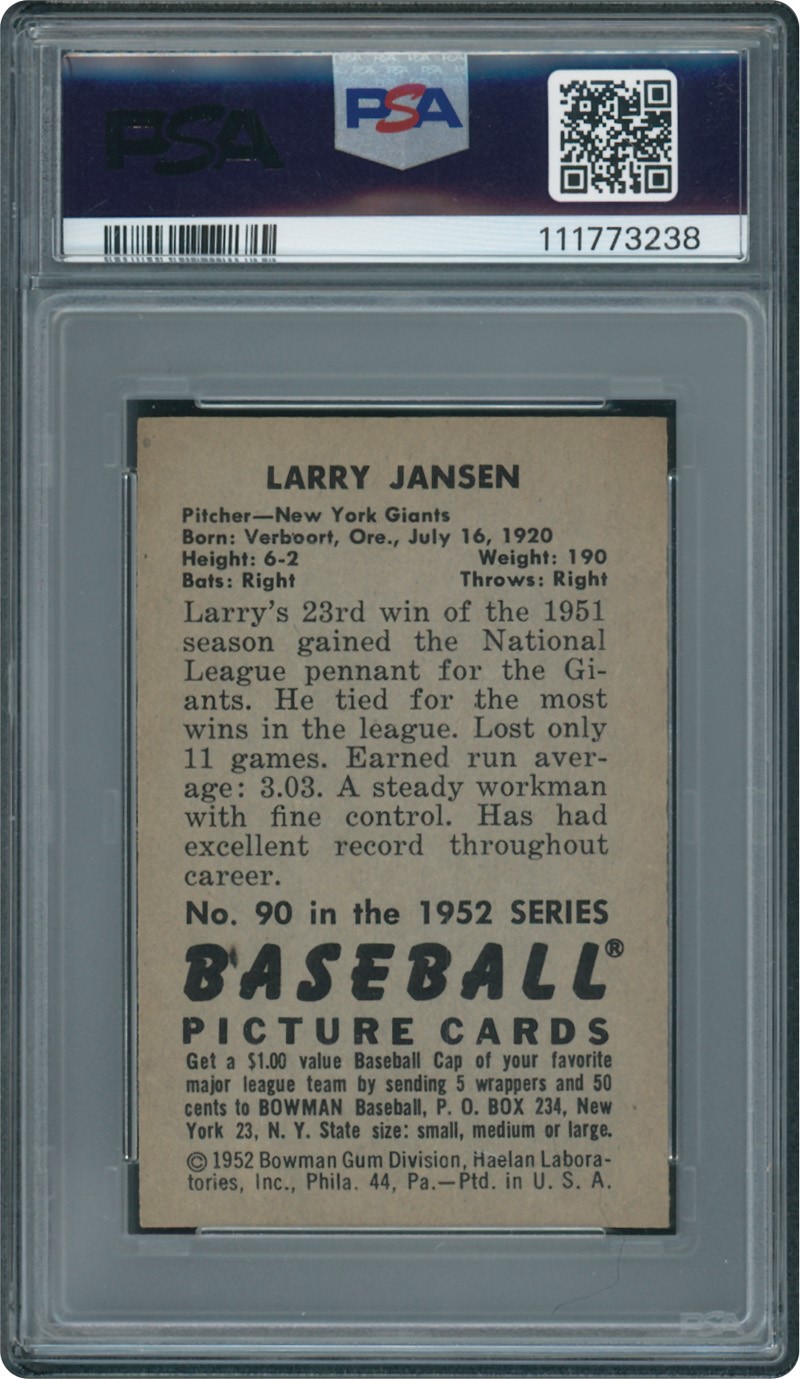 PSA
PSA
111773238
LARRY JANSEN
Pitcher—New York Giants
Born: Verboort, Ore., July 16, 1920
Height: 6-2 Weight: 190
Bats: Right Throws: Right
Larry's 23rd win of the 1951
season gained the National
League pennant for the Gi-
ants. He tied for the most
wins in the league. Lost only
11 games. Earned run aver-
age: 3.03. A steady workman
with fine control. Has had
excellent record throughout
career.
No. 90 in the 1952 SERIES
BASEBALL®
PICTURE CARDS
Get a $1.00 value Baseball Cap of your favorite
major league team by sending 5 wrappers and 50
cents to BOWMAN Baseball, P. O. BOX 234, New
York 23, N. Y. State size: small, medium or large.
© 1952 Bowman Gum Division, Haelan Labora-
tories, Inc., Phila. 44, Pa.—Ptd. in U. S. A.
PSA